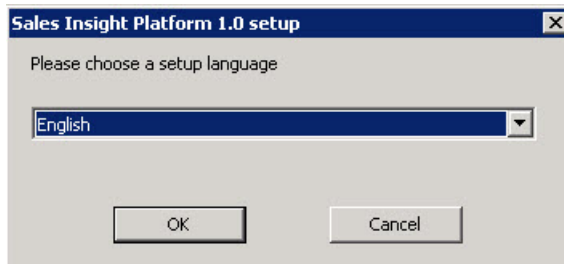 Sales Insight Platform 1.0 setup
Please choose a setup language
English
OK
Cancel